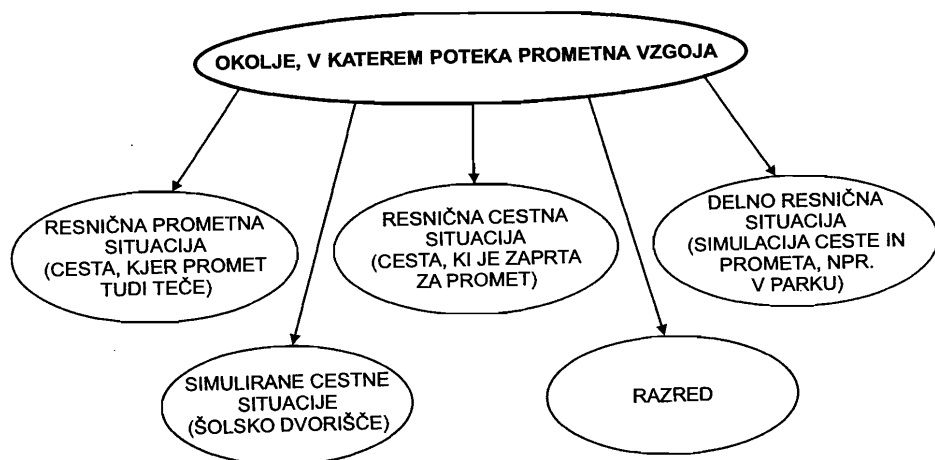 OKOLJE, V KATEREM POTEKA PROMETNA VZGOJA
RESNIČNA PROMETNA
SITUACIJA
(CESTA, KJER PROMET
TUDI TEČE)
RESNIČNA CESTNA
SITUACIJA
(CESTA, KI JE ZAPRTA
ZA PROMET)
DELNO RESNIČNA
SITUACIJA
(SIMULACIJA CESTE IN
PROMETA, NPR.
V PARKU)
SIMULIRANE CESTNE
SITUACIJE
(ŠOLSKO DVORIŠČE)
RAZRED